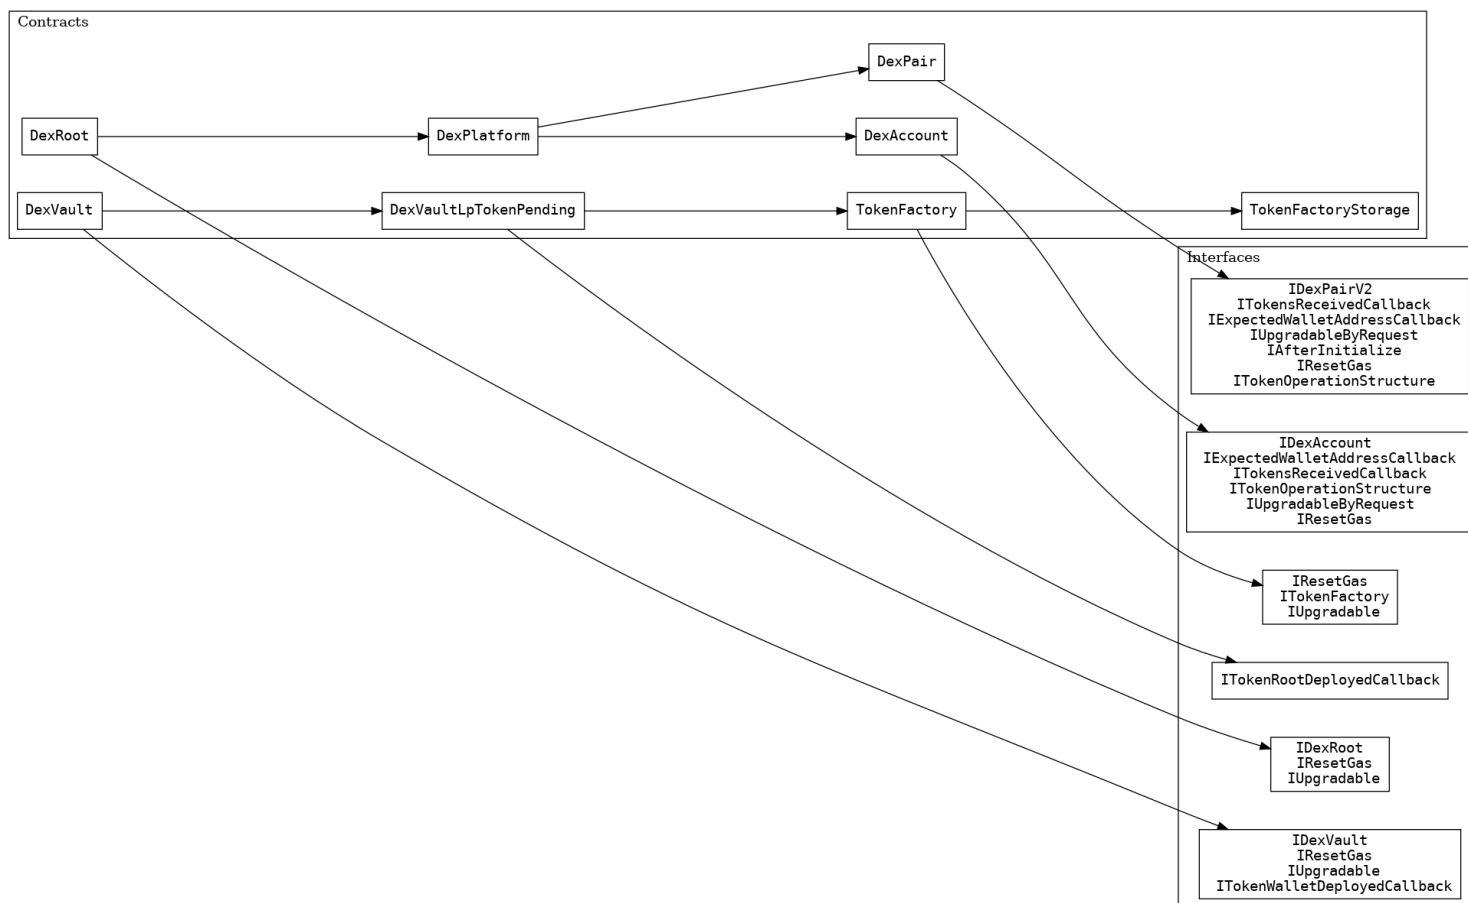 Contracts
DexPair
DexRoot
DexPlatform
DexAccount
DexVault
DexVaultLpTokenPending
TokenFactory
TokenFactoryStorage
Interfaces
IDexPairV2
ITokensReceivedCallback
IExpectedWalletAddressCallback
IUpgradableByRequest
IAfterInitialize
IResetGas
ITokenOperationStructure
IDexAccount
IExpectedWalletAddressCallback
ITokensReceivedCallback
ITokenOperationStructure
IUpgradableByRequest
IResetGas
IResetGas
ITokenFactory
IUpgradable
ITokenRootDeployedCallback
IDexRoot
IResetGas
IUpgradable
IDexVault
IResetGas
IUpgradable
ITokenWalletDeployedCallback